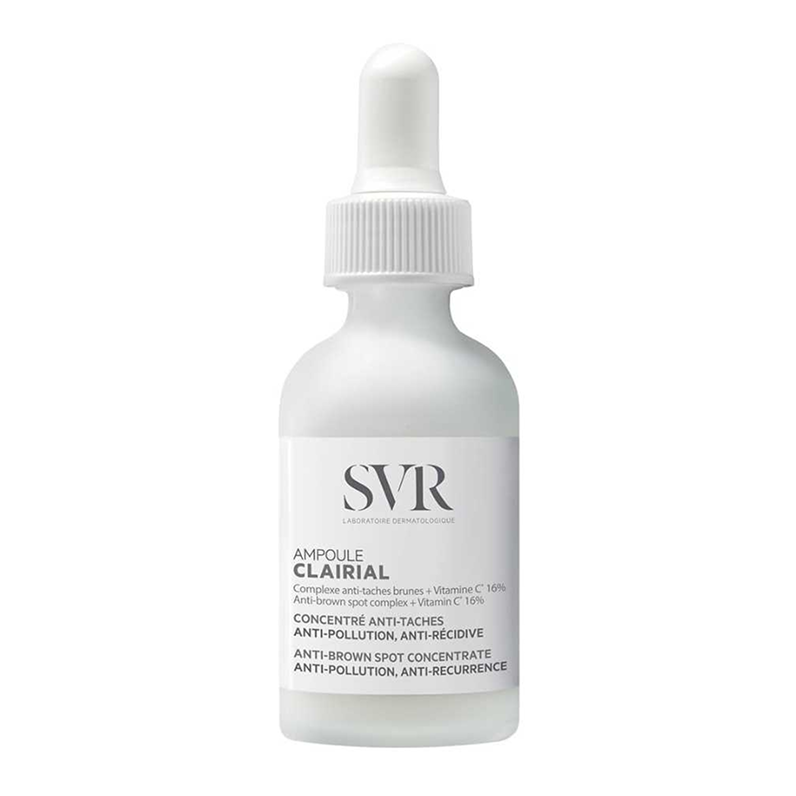 SVR
LABORATOIRE DERMATOLOGIQUE
AMPOULE
CLAIRIAL
Complexe anti-taches brunes + Vitamine C* 16%
Anti-brown spot complex + Vitamin C* 16%
CONCENTRÉ ANTI-TACHES
ANTI-POLLUTION, ANTI-RÉCIDIVE
ANTI-BROWN SPOT CONCENTRATE
ANTI-POLLUTION, ANTI-RECURRENCE